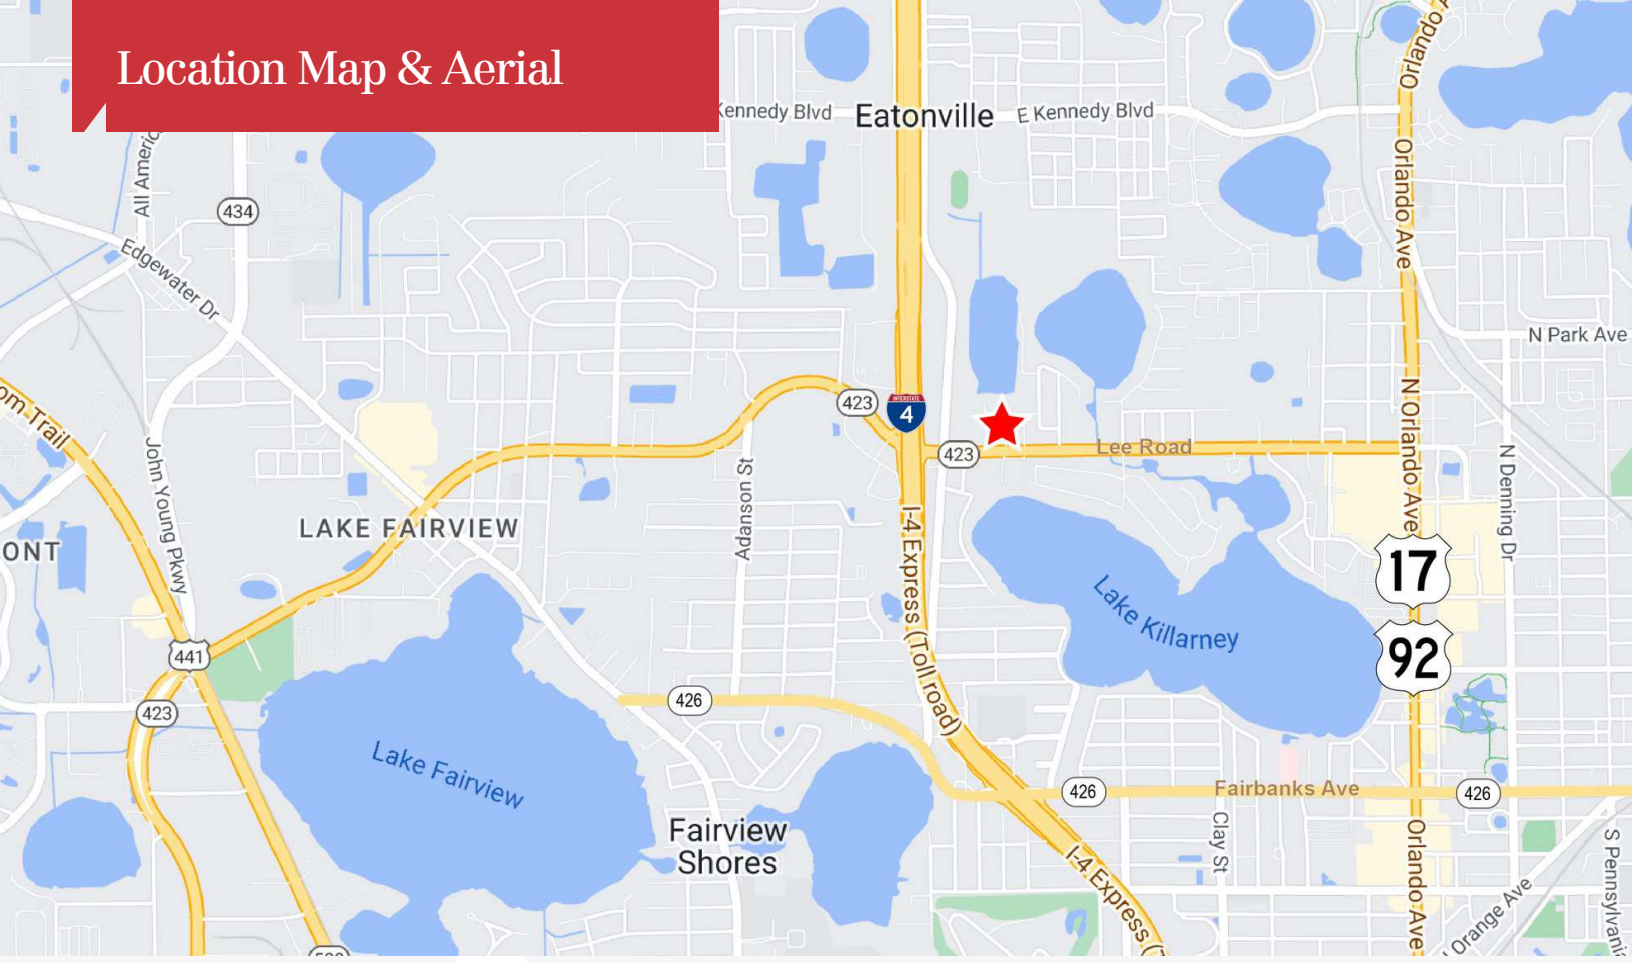 Location Map & Aerial
Kennedy Blvd
Eatonville
E Kennedy Blvd
Orlando
All Americ
Orlando Ave
434
Edgewater Dr
N Park Ave
om Trail
423
INTERSTATE
4
N Orlando Ave
423
Lee Road
John Young Pkwy
Adanson St
N Denning Dr
LAKE FAIRVIEW
ONT
I-4 Express (Toll road)
17
Lake Killarney
92
441
426
423
Lake Fairview
426
Fairbanks Ave
426
Fairview
Shores
Clay St
Orlando Ave
S Pennsylvani
I-4 Express (
Orange Ave